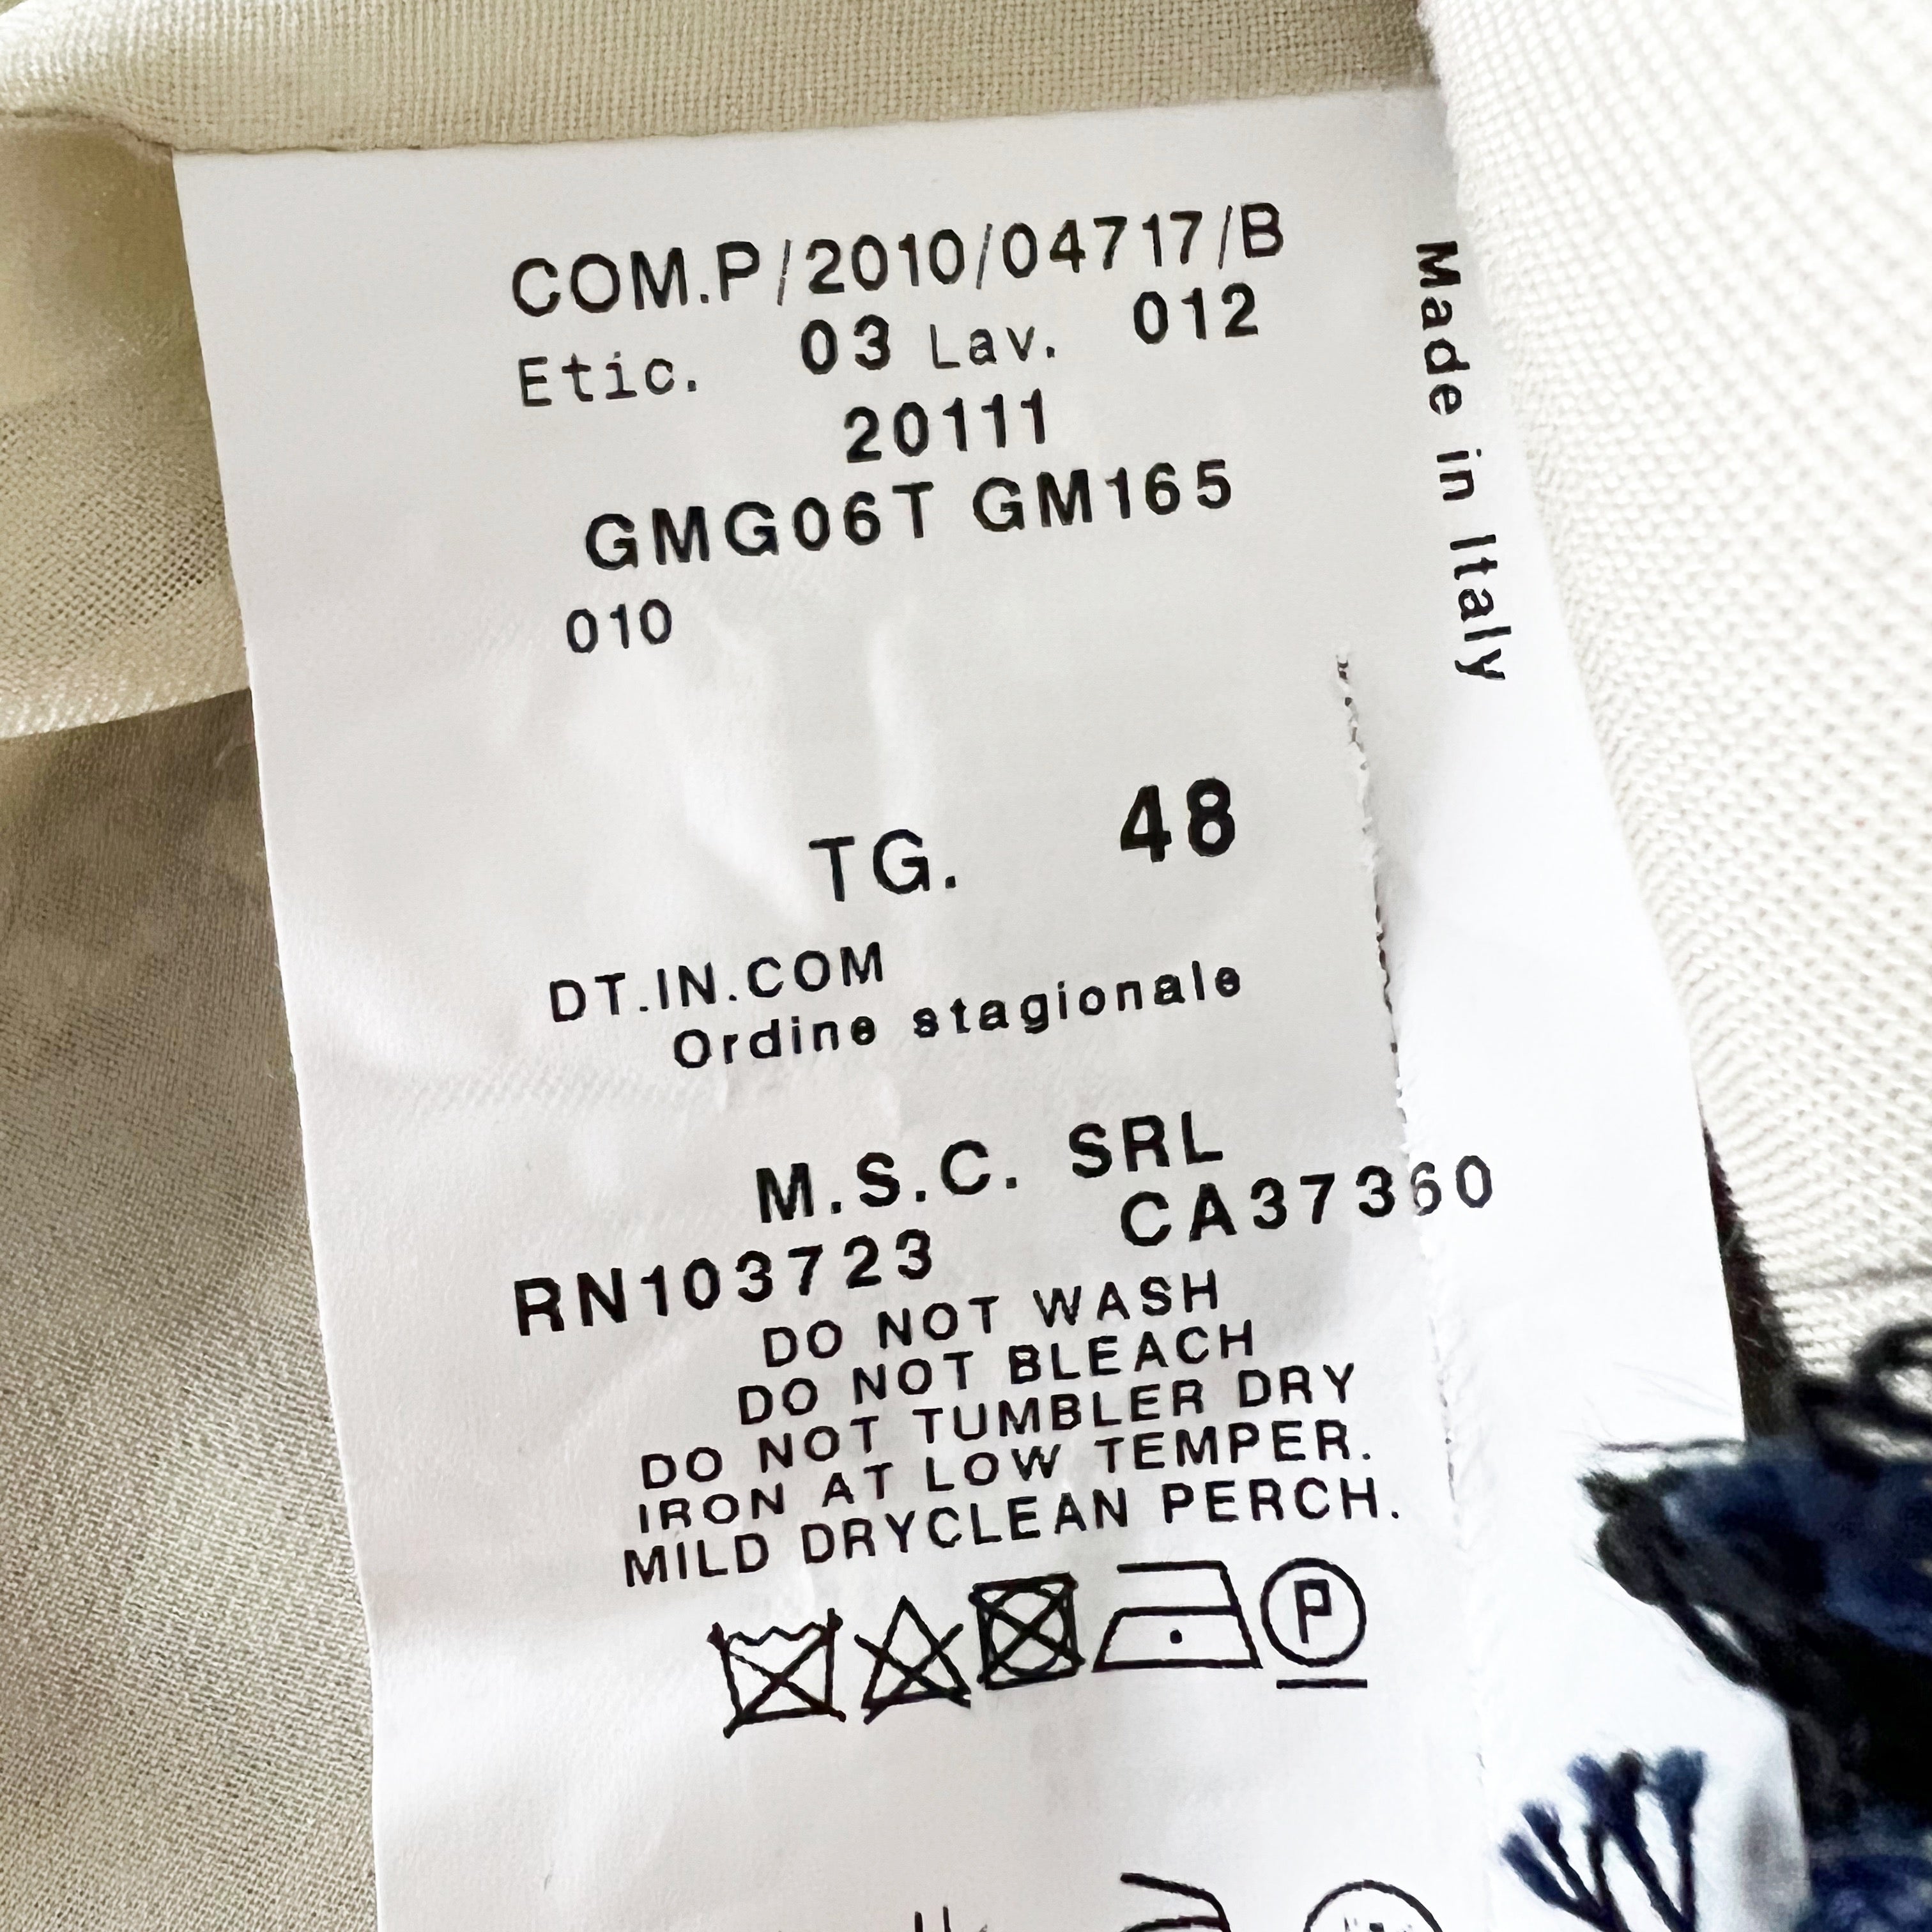 COM.P/2010/04717/B
Etic. 03 Lav. 012
20111
GMG06T GM165
010
TG. 48
DT.IN.COM
Ordine stagionale
M.S.C. SRL
RN103723 CA37360
DO NOT WASH
DO NOT BLEACH
DO NOT TUMBLER DRY
IRON AT LOW TEMPER.
MILD DRYCLEAN PERCH.
P
Made in Italy